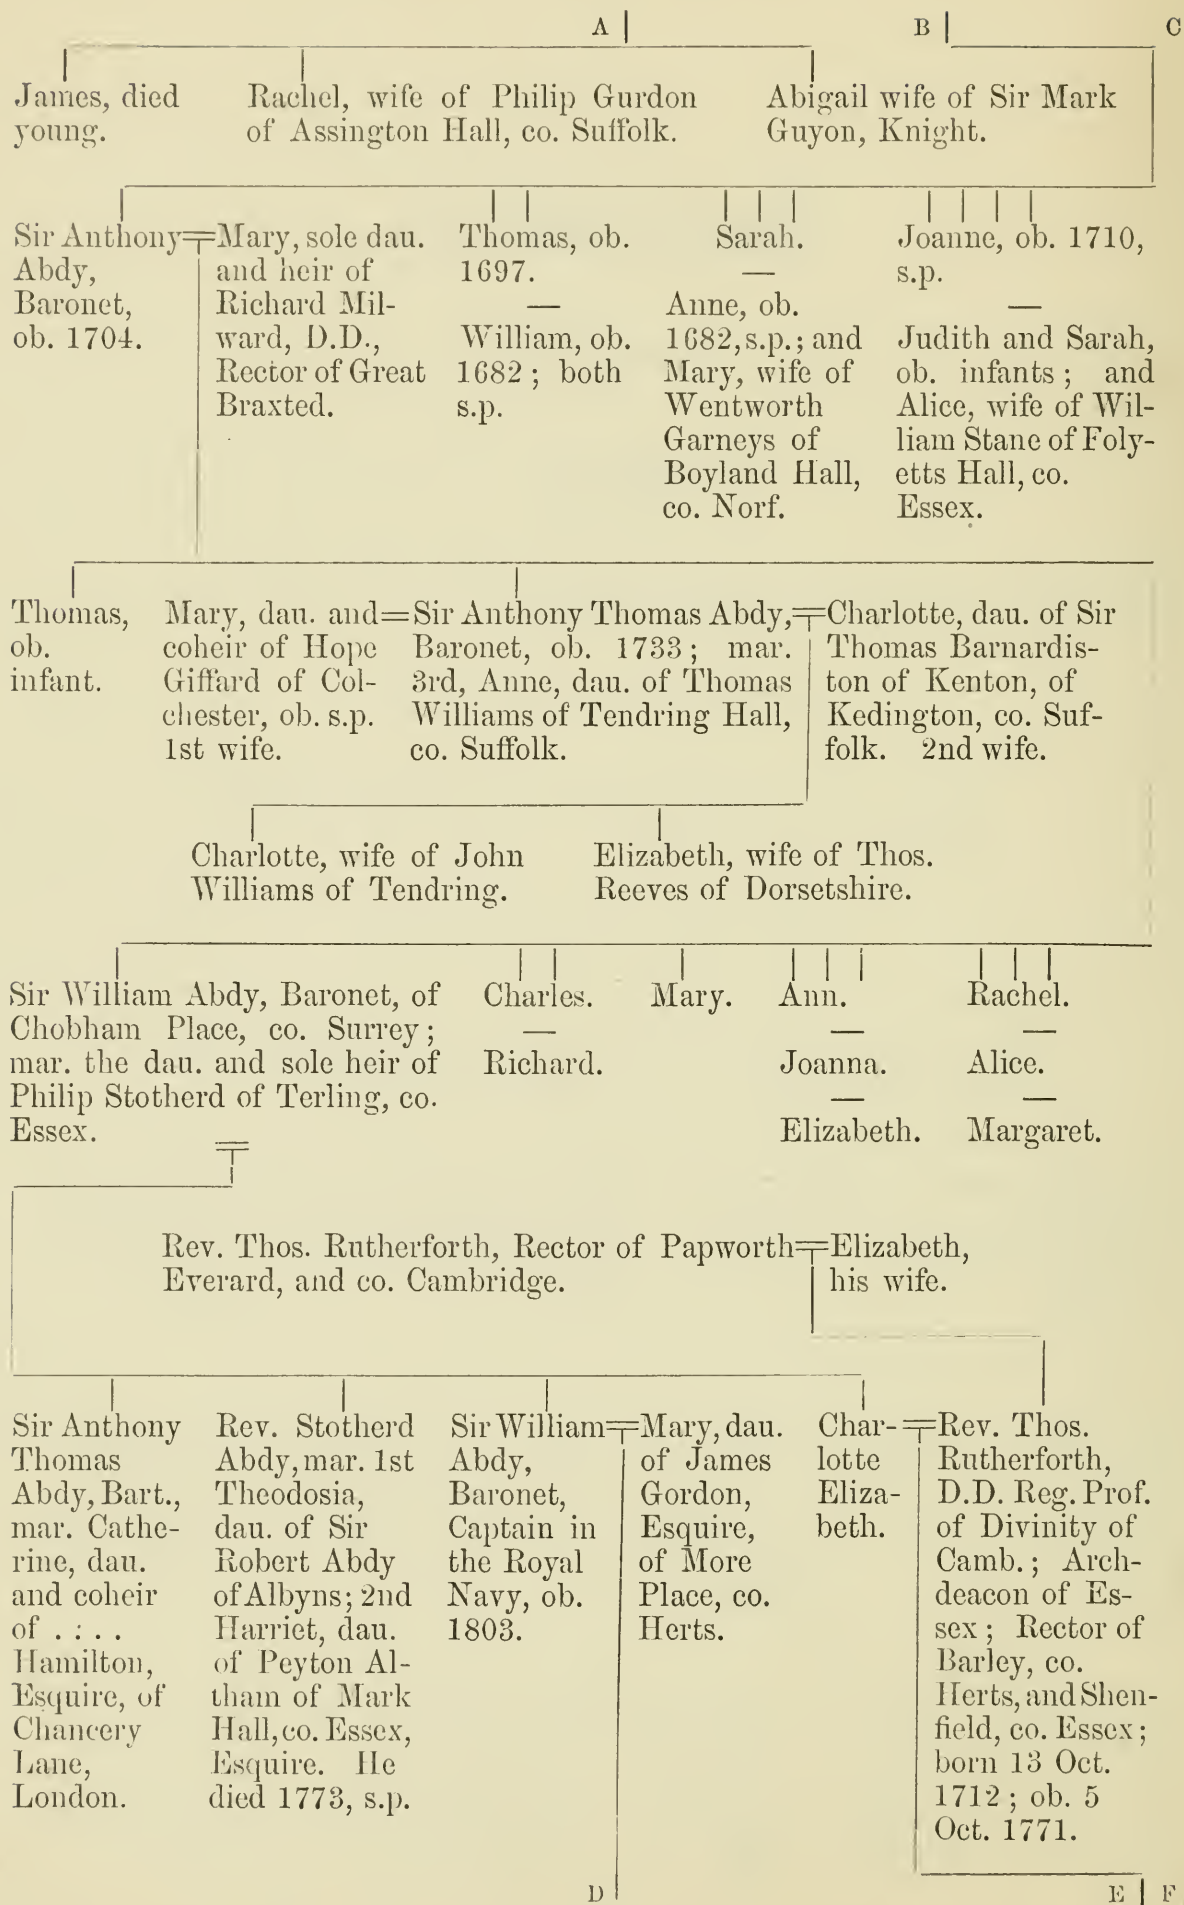 A B C
James, died
young.
Rachel, wife of Philip Gurdon
of Assington Hall, co. Suffolk.
Abigail wife of Sir Mark
Guyon, Knight.
Sir Anthony
Abdy,
Baronet,
ob. 1704.
Mary, sole dau.
and heir of
Richard Mil-
ward, D.D.,
Rector of Great
Braxted.
Thomas, ob.
1697.
—
William, ob.
1682; both
s.p.
Sarah.
—
Anne, ob.
1682, s.p.; and
Mary, wife of
Wentworth
Garneys of
Boyland Hall,
co. Norf.
Joanne, ob. 1710,
s.p.
—
Judith and Sarah,
ob. infants; and
Alice, wife of Wil-
liam Stane of Foly-
etts Hall, co.
Essex.
Thomas,
ob.
infant.
Mary, dau. and
coheir of Hope
Giffard of Col-
chester, ob. s.p.
1st wife.
Sir Anthony Thomas Abdy,
Baronet, ob. 1733; mar.
3rd, Anne, dau. of Thomas
Williams of Tendring Hall,
co. Suffolk.
Charlotte, dau. of Sir
Thomas Barnardis-
ton of Kenton, of
Kedington, co. Suf-
folk. 2nd wife.
Charlotte, wife of John
Williams of Tendring.
Elizabeth, wife of Thos.
Reeves of Dorsetshire.
Sir William Abdy, Baronet, of
Chobham Place, co. Surrey;
mar. the dau. and sole heir of
Philip Stotherd of Terling, co.
Essex.
Charles.
—
Richard.
Mary.
Ann.
—
Joanna.
—
Elizabeth.
Rachel.
—
Alice.
—
Margaret.
Rev. Thos. Rutherforth, Rector of Papworth
Everard, and co. Cambridge.
Elizabeth,
his wife.
Sir Anthony
Thomas
Abdy, Bart.,
mar. Cathe-
rine, dau.
and coheir
of . : . .
Hamilton,
Esquire, of
Chancery
Lane,
London.
Rev. Stotherd
Abdy, mar. 1st
Theodosia,
dau. of Sir
Robert Abdy
of Albyns; 2nd
Harriet, dau.
of Peyton Al-
tham of Mark
Hall, co. Essex,
Esquire. He
died 1773, s.p.
Sir William
Abdy,
Baronet,
Captain in
the Royal
Navy, ob.
1803.
Mary, dau.
of James
Gordon,
Esquire,
of More
Place, co.
Herts.
Char-
lotte
Eliza-
beth.
Rev. Thos.
Rutherforth,
D.D. Reg. Prof.
of Divinity of
Camb.; Arch-
deacon of Es-
sex; Rector of
Barley, co.
Herts, and Shen-
field, co. Essex;
born 13 Oct.
1712; ob. 5
Oct. 1771.
D E F